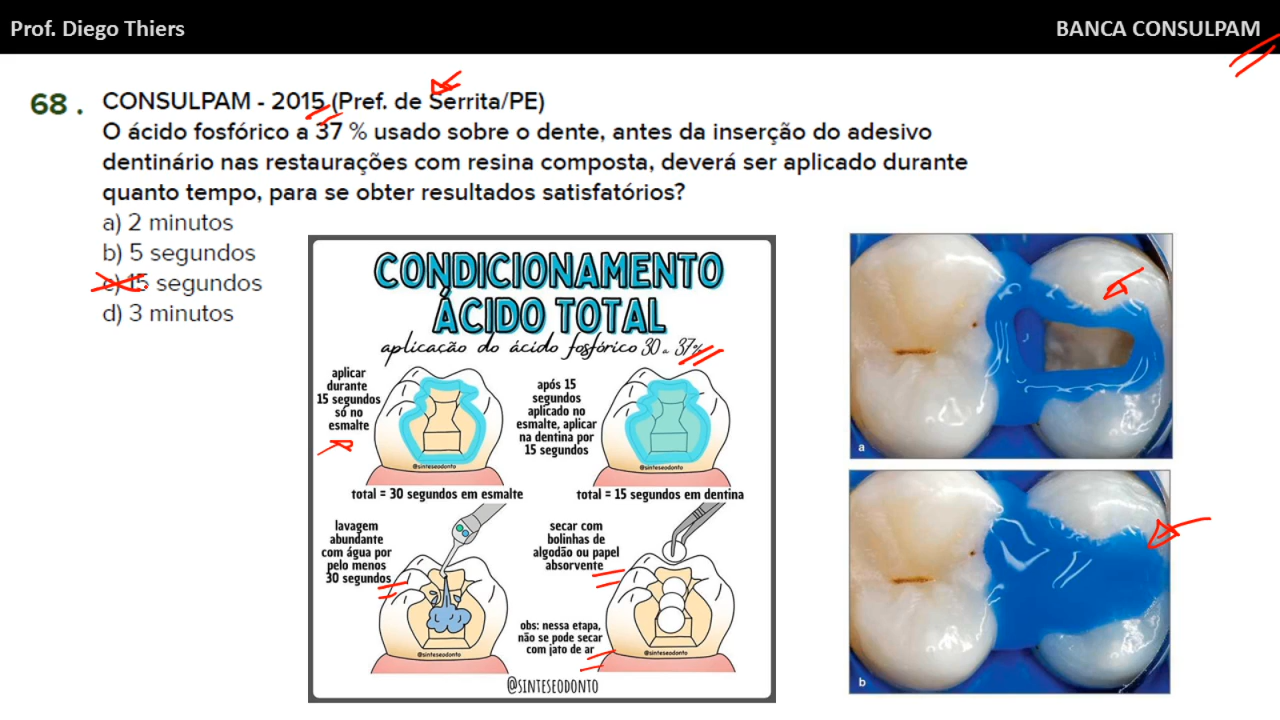 Prof. Diego Thiers
BANCA CONSULPAM
68 .
CONSULPAM - 2015 (Pref. de Serrita/PE)
O ácido fosfórico a 37 % usado sobre o dente, antes da inserção do adesivo
dentinário nas restaurações com resina composta, deverá ser aplicado durante
quanto tempo, para se obter resultados satisfatórios?
a) 2 minutos
b) 5 segundos
c) 15 segundos
d) 3 minutos
CONDICIONAMENTO
ÁCIDO TOTAL
aplicação do ácido fosfórico 30 a 37%
aplicar
durante
15 segundos
só no
esmalte
@sinteseodonto
total = 30 segundos em esmalte
após 15
segundos
aplicado no
esmalte, aplicar
na dentina por
15 segundos
@sinteseodonto
total = 15 segundos em dentina
lavagem
abundante
com água por
pelo menos
30 segundos
@sinteseodonto
secar com
bolinhas de
algodão ou papel
absorvente
obs: nessa etapa,
não se pode secar
com jato de ar
@sinteseodonto
@SINTESEODONTO
a
b